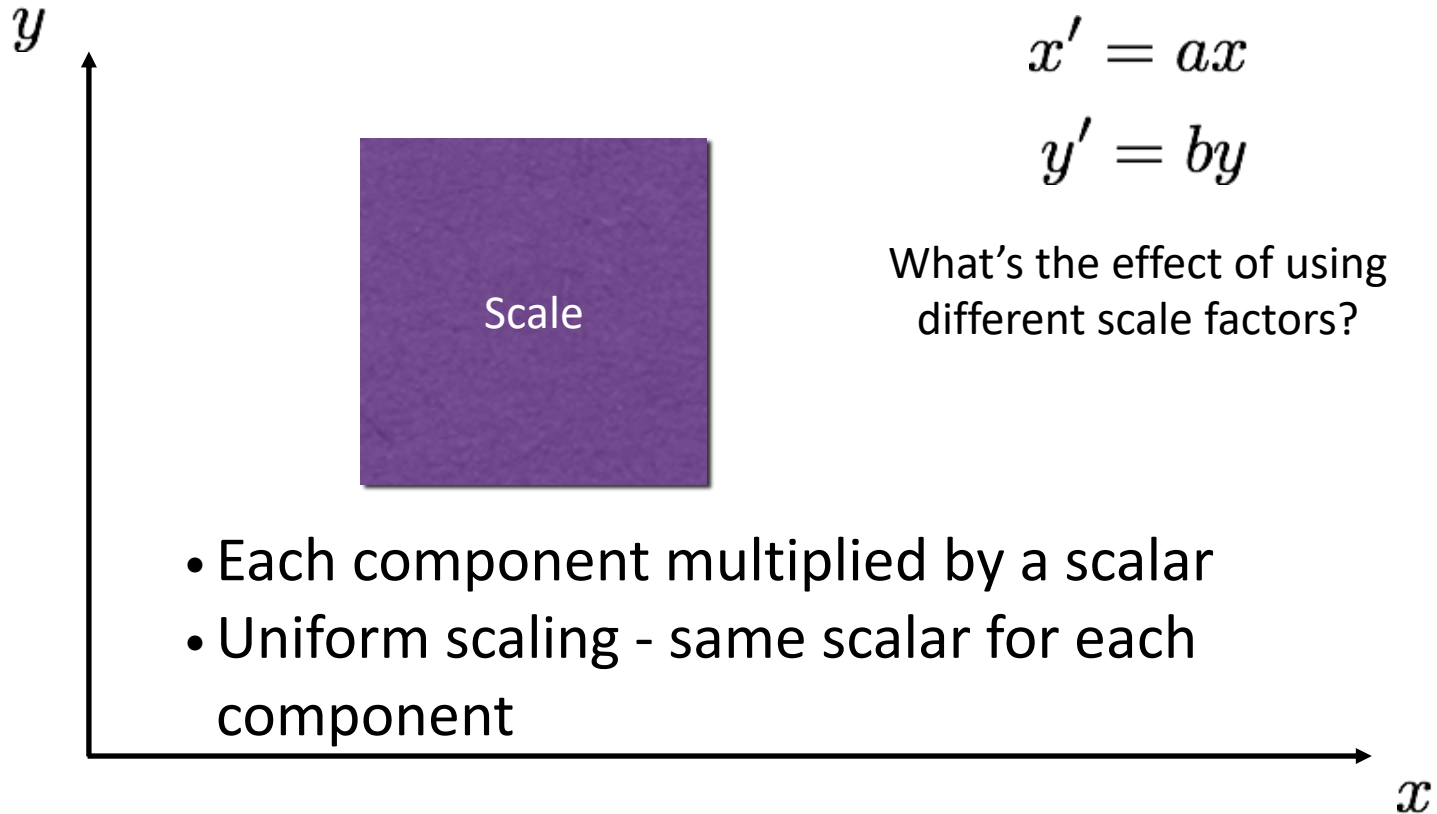 y
x′ = ax
y′ = by
What’s the effect of using
different scale factors?
Scale
• Each component multiplied by a scalar
• Uniform scaling - same scalar for each
component
x